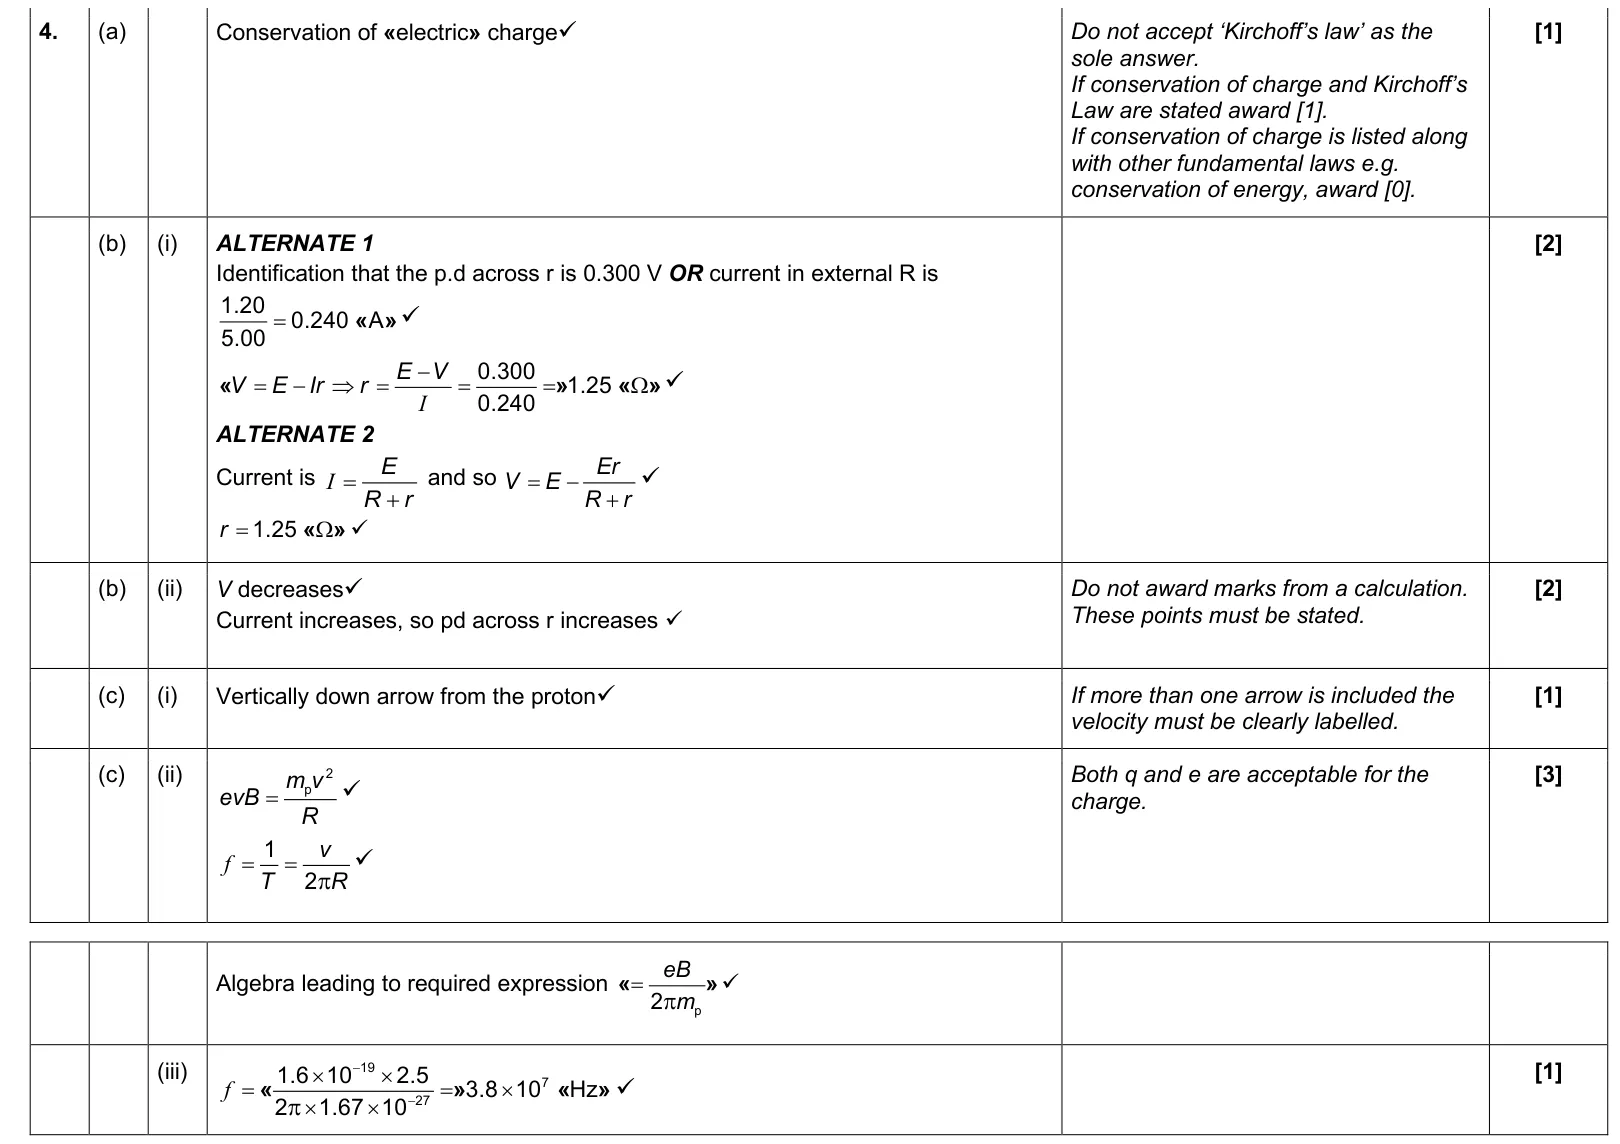 4. (a) Conservation of «electric» charge✓ Do not accept ‘Kirchoff’s law’ as the [1]
sole answer.
If conservation of charge and Kirchoff’s
Law are stated award [1].
If conservation of charge is listed along
with other fundamental laws e.g.
conservation of energy, award [0].
(b) (i) ALTERNATE 1 [2]
Identification that the p.d across r is 0.300 V OR current in external R is
1.20/5.00 = 0.240 «A» ✓
«V = E − Ir ⇒ r = (E − V)/I = 0.300/0.240 =»1.25 «Ω» ✓
ALTERNATE 2
Current is I = E/(R + r) and so V = E − Er/(R + r) ✓
r = 1.25 «Ω» ✓
(b) (ii) V decreases✓ Do not award marks from a calculation. [2]
These points must be stated.
Current increases, so pd across r increases ✓
(c) (i) Vertically down arrow from the proton✓ If more than one arrow is included the [1]
velocity must be clearly labelled.
(c) (ii) evB = mₚv²/R ✓ Both q and e are acceptable for the [3]
charge.
f = 1/T = v/2πR ✓
Algebra leading to required expression «= eB/2πmₚ» ✓
(iii) f = «(1.6×10⁻¹⁹ × 2.5)/(2π×1.67×10⁻²⁷) =»3.8×10⁷ «Hz» ✓ [1]